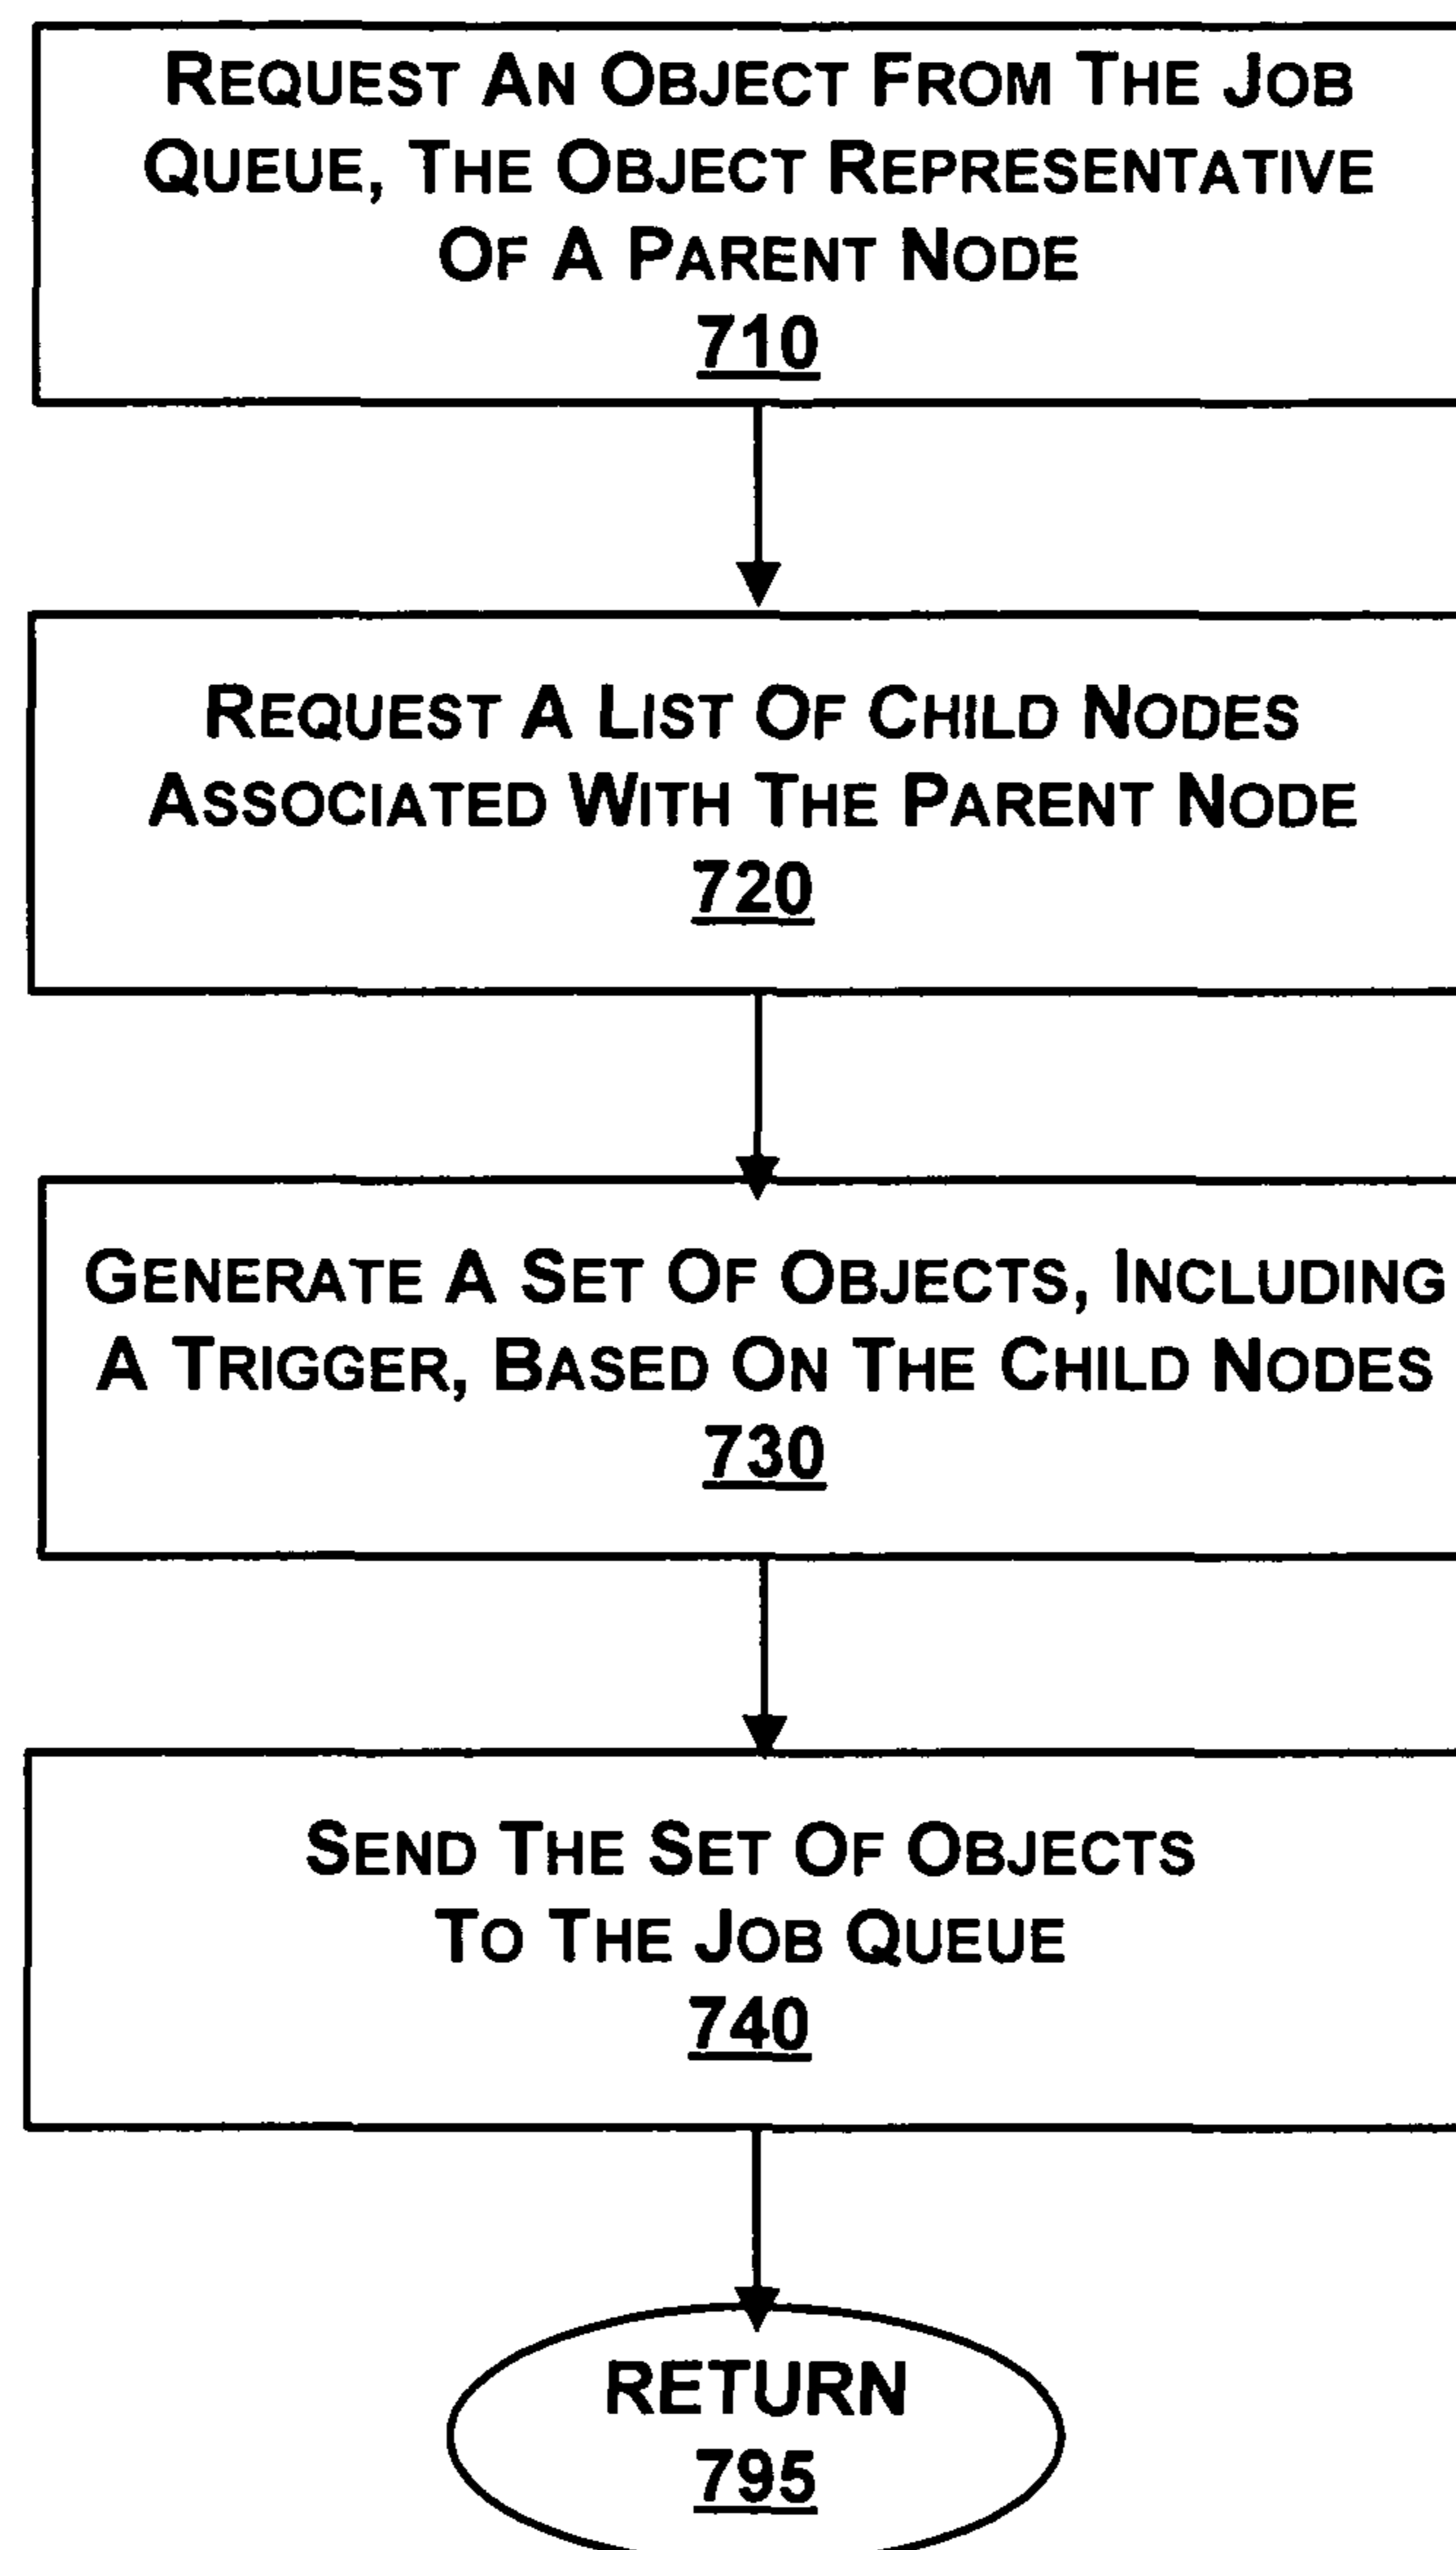 REQUEST AN OBJECT FROM THE JOB
QUEUE, THE OBJECT REPRESENTATIVE
OF A PARENT NODE
710
REQUEST A LIST OF CHILD NODES
ASSOCIATED WITH THE PARENT NODE
720
GENERATE A SET OF OBJECTS, INCLUDING
A TRIGGER, BASED ON THE CHILD NODES
730
SEND THE SET OF OBJECTS
TO THE JOB QUEUE
740
RETURN
795